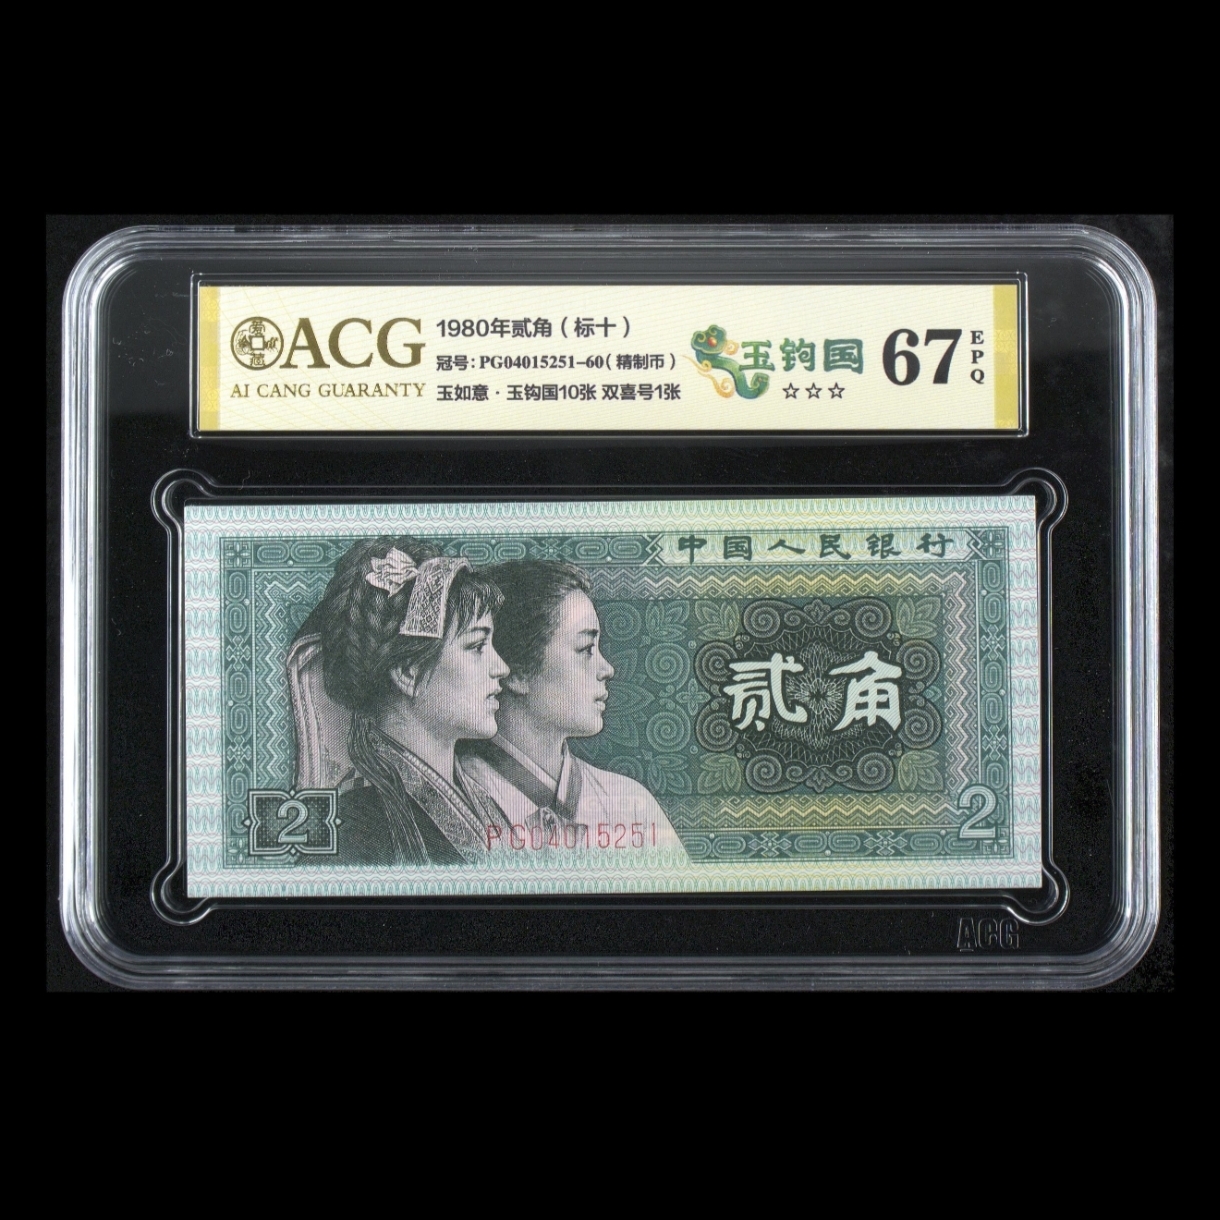 ACG
AI CANG GUARANTY
1980年贰角（标十）
冠号：PG04015251-60（精制币）
玉如意·玉钩国10张 双喜号1张
玉钩国
☆☆☆
67
EPQ
中国人民银行
贰角
2
2
PG04015251
ACG